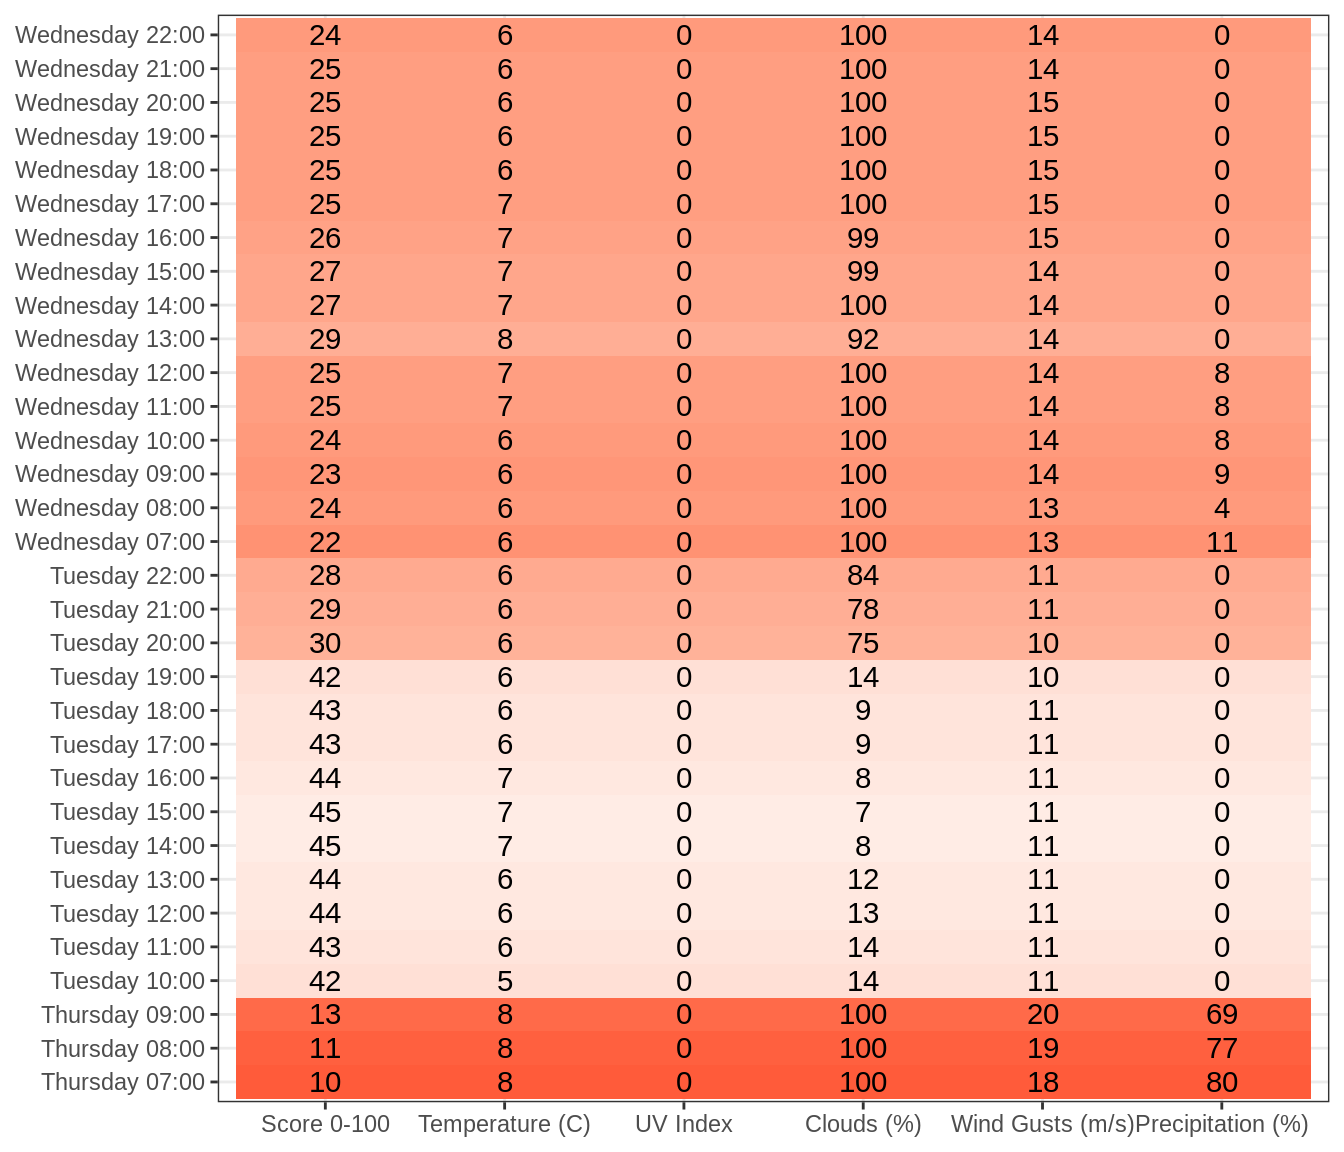 Wednesday 22:00 24 6 0 100 14 0
Wednesday 21:00 25 6 0 100 14 0
Wednesday 20:00 25 6 0 100 15 0
Wednesday 19:00 25 6 0 100 15 0
Wednesday 18:00 25 6 0 100 15 0
Wednesday 17:00 25 7 0 100 15 0
Wednesday 16:00 26 7 0 99 15 0
Wednesday 15:00 27 7 0 99 14 0
Wednesday 14:00 27 7 0 100 14 0
Wednesday 13:00 29 8 0 92 14 0
Wednesday 12:00 25 7 0 100 14 8
Wednesday 11:00 25 7 0 100 14 8
Wednesday 10:00 24 6 0 100 14 8
Wednesday 09:00 23 6 0 100 14 9
Wednesday 08:00 24 6 0 100 13 4
Wednesday 07:00 22 6 0 100 13 11
Tuesday 22:00 28 6 0 84 11 0
Tuesday 21:00 29 6 0 78 11 0
Tuesday 20:00 30 6 0 75 10 0
Tuesday 19:00 42 6 0 14 10 0
Tuesday 18:00 43 6 0 9 11 0
Tuesday 17:00 43 6 0 9 11 0
Tuesday 16:00 44 7 0 8 11 0
Tuesday 15:00 45 7 0 7 11 0
Tuesday 14:00 45 7 0 8 11 0
Tuesday 13:00 44 6 0 12 11 0
Tuesday 12:00 44 6 0 13 11 0
Tuesday 11:00 43 6 0 14 11 0
Tuesday 10:00 42 5 0 14 11 0
Thursday 09:00 13 8 0 100 20 69
Thursday 08:00 11 8 0 100 19 77
Thursday 07:00 10 8 0 100 18 80
Score 0-100 Temperature (C) UV Index Clouds (%) Wind Gusts (m/s) Precipitation (%)